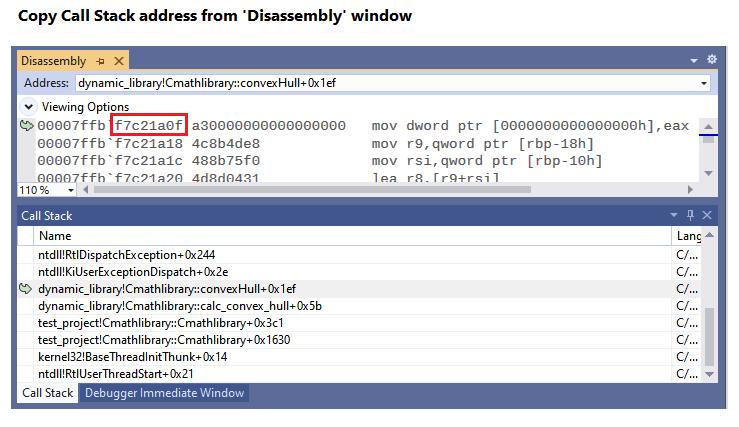 Copy Call Stack address from 'Disassembly' window
Disassembly
Address: dynamic_library!Cmathlibrary::convexHull+0x1ef
Viewing Options
00007ffb`f7c21a0f a30000000000000000 mov dword ptr [0000000000000000h],eax
00007ffb`f7c21a18 4c8b4de8 mov r9,qword ptr [rbp-18h]
00007ffb`f7c21a1c 488b75f0 mov rsi,qword ptr [rbp-10h]
00007ffb`f7c21a20 4d8d0431 lea r8,[r9+rsi]
110 %
Call Stack
Name Lang
ntdll!RtlDispatchException+0x244 C/...
ntdll!KiUserExceptionDispatch+0x2e C/...
dynamic_library!Cmathlibrary::convexHull+0x1ef C/...
dynamic_library!Cmathlibrary::calc_convex_hull+0x5b C/...
test_project!Cmathlibrary::Cmathlibrary+0x3c1 C/...
test_project!Cmathlibrary::Cmathlibrary+0x1630 C/...
kernel32!BaseThreadInitThunk+0x14 C/...
ntdll!RtlUserThreadStart+0x21 C/...
Call Stack Debugger Immediate Window